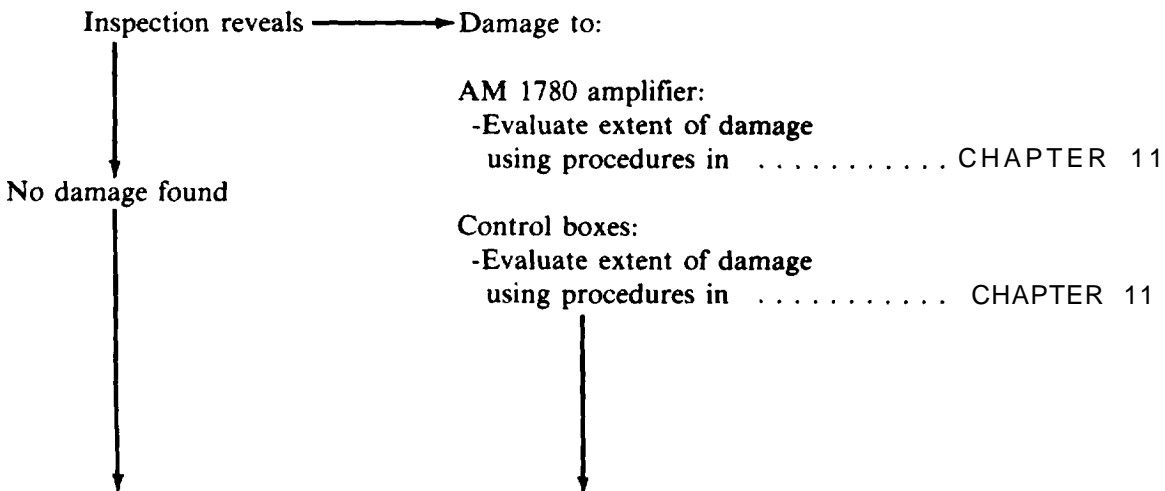 Inspection reveals
Damage to:
AM 1780 amplifier:
-Evaluate extent of damage
using procedures in . . . . . . . . . . . CHAPTER 11
No damage found
Control boxes:
-Evaluate extent of damage
using procedures in . . . . . . . . . . . CHAPTER 11